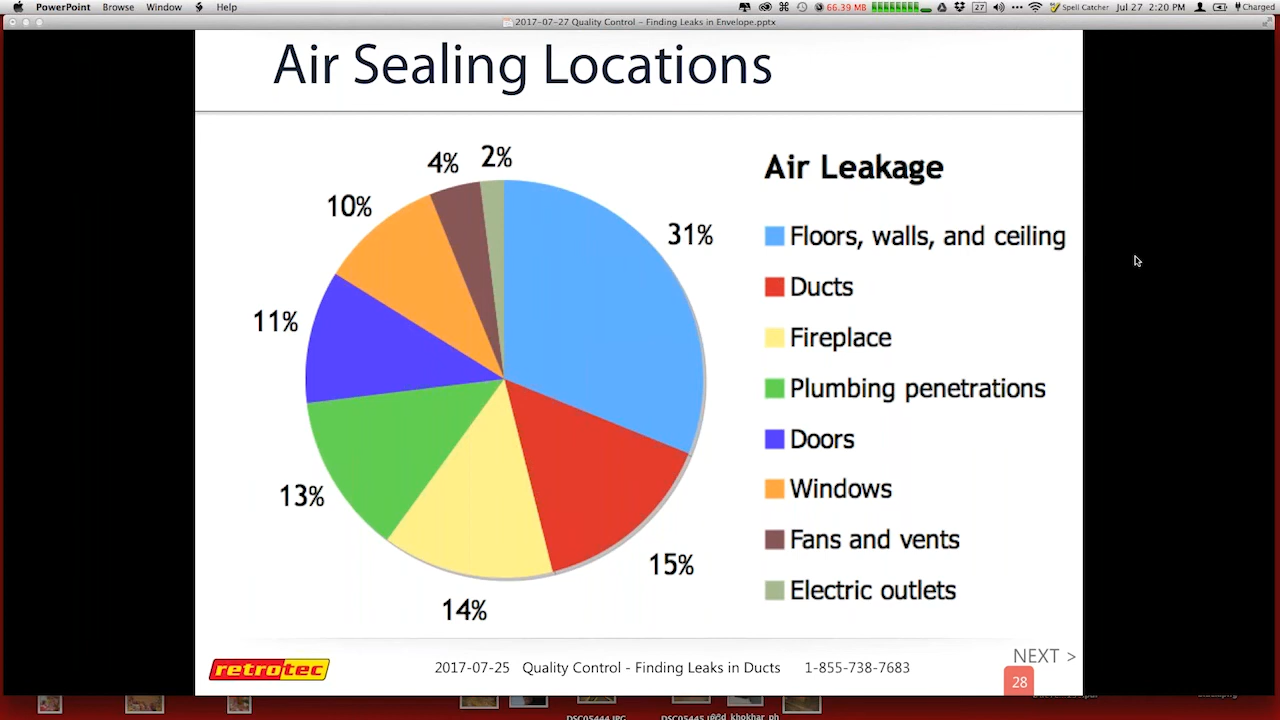 PowerPoint Browse Window Help
66.39 MB
27
Spell Catcher
Jul 27 2:20 PM
Charged
2017-07-27 Quality Control - Finding Leaks in Envelope.pptx
Air Sealing Locations
4%
2%
10%
31%
11%
13%
15%
14%
Air Leakage
Floors, walls, and ceiling
Ducts
Fireplace
Plumbing penetrations
Doors
Windows
Fans and vents
Electric outlets
NEXT >
retrotec
2017-07-25 Quality Control - Finding Leaks in Ducts 1-855-738-7683
28